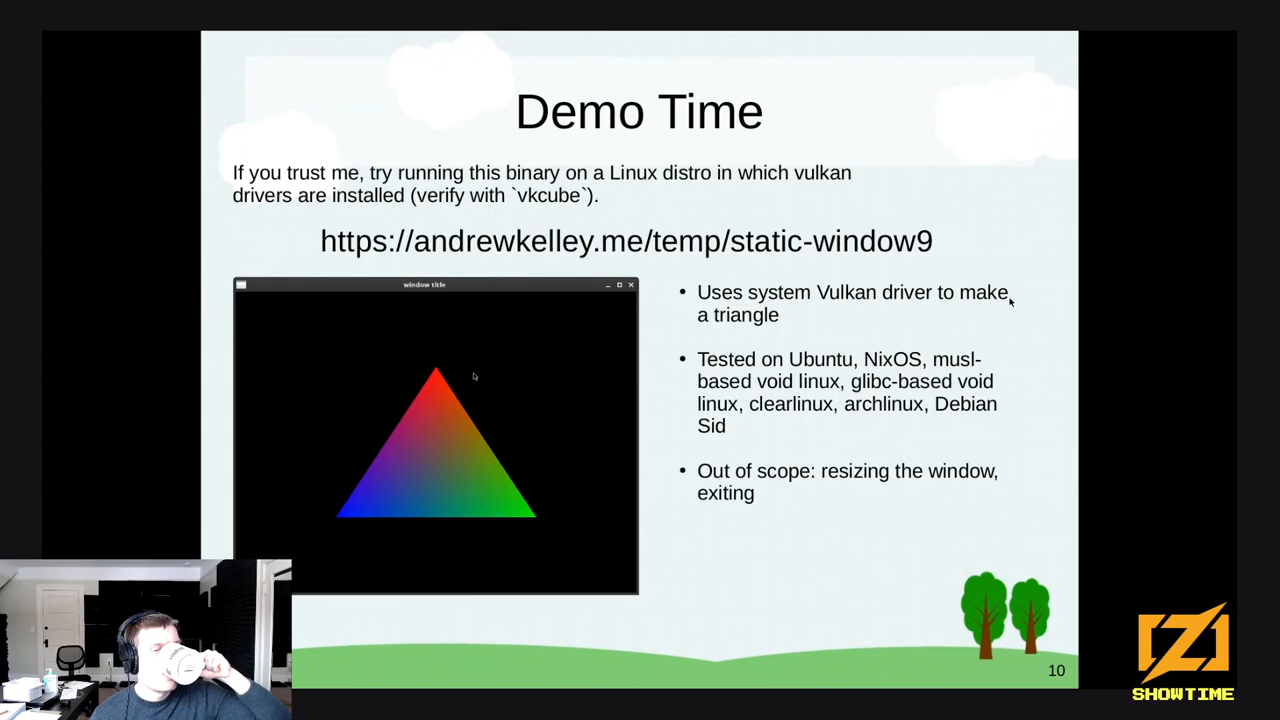 Demo Time
If you trust me, try running this binary on a Linux distro in which vulkan
drivers are installed (verify with `vkcube`).
https://andrewkelley.me/temp/static-window9
window title
• Uses system Vulkan driver to make
a triangle
• Tested on Ubuntu, NixOS, musl-
based void linux, glibc-based void
linux, clearlinux, archlinux, Debian
Sid
• Out of scope: resizing the window,
exiting
10
Z
SHOWTIME